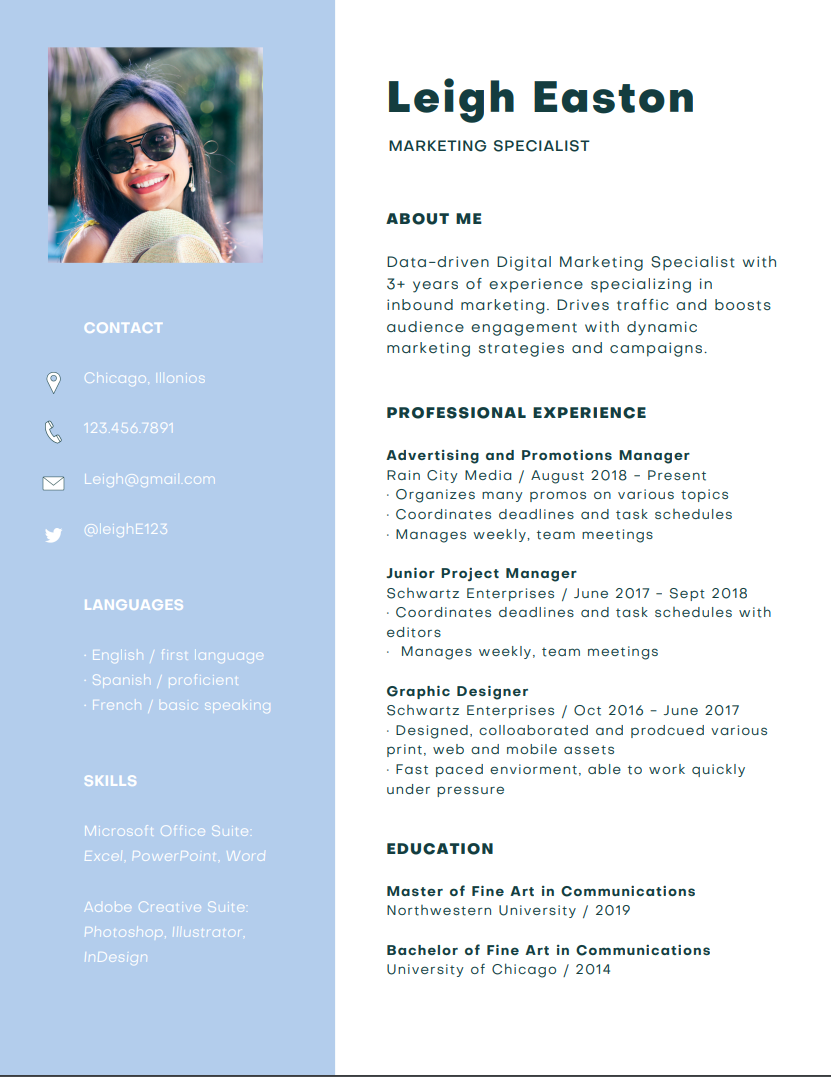 Leigh Easton
MARKETING SPECIALIST
ABOUT ME
Data-driven Digital Marketing Specialist with
3+ years of experience specializing in
inbound marketing. Drives traffic and boosts
audience engagement with dynamic
marketing strategies and campaigns.
PROFESSIONAL EXPERIENCE
Advertising and Promotions Manager
Rain City Media / August 2018 - Present
· Organizes many promos on various topics
· Coordinates deadlines and task schedules
· Manages weekly, team meetings
Junior Project Manager
Schwartz Enterprises / June 2017 - Sept 2018
· Coordinates deadlines and task schedules with
editors
· Manages weekly, team meetings
Graphic Designer
Schwartz Enterprises / Oct 2016 - June 2017
· Designed, colloaborated and prodcued various
print, web and mobile assets
· Fast paced enviorment, able to work quickly
under pressure
EDUCATION
Master of Fine Art in Communications
Northwestern University / 2019
Bachelor of Fine Art in Communications
University of Chicago / 2014
CONTACT
Chicago, Illonios
123.456.7891
Leigh@gmail.com
@leighE123
LANGUAGES
· English / first language
· Spanish / proficient
· French / basic speaking
SKILLS
Microsoft Office Suite:
Excel, PowerPoint, Word
Adobe Creative Suite:
Photoshop, Illustrator,
InDesign